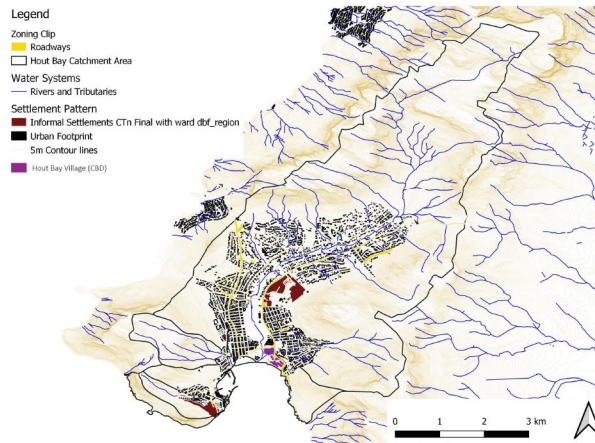 Legend
Zoning Clip
Roadways
Hout Bay Catchment Area
Water Systems
Rivers and Tributaries
Settlement Pattern
Informal Settlements CTn Final with ward dbf_region
Urban Footprint
5m Contour lines
Hout Bay Village (CBD)
0 1 2 3 km